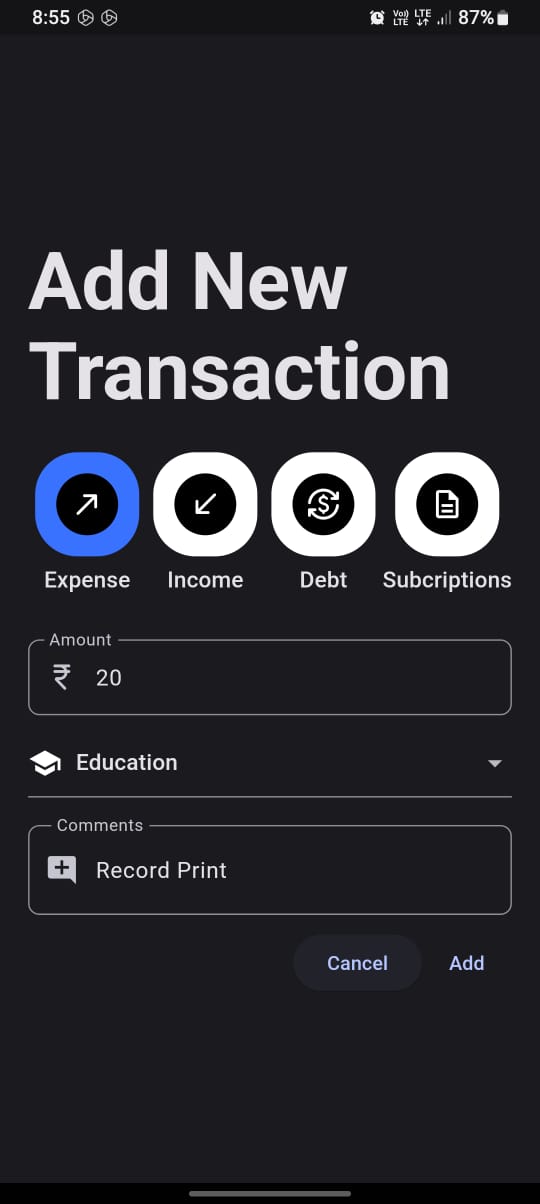 8:55 Vo) LTE LTE 87%
Add New
Transaction
Expense Income Debt Subcriptions
Amount
₹ 20
Education
Comments
Record Print
Cancel Add